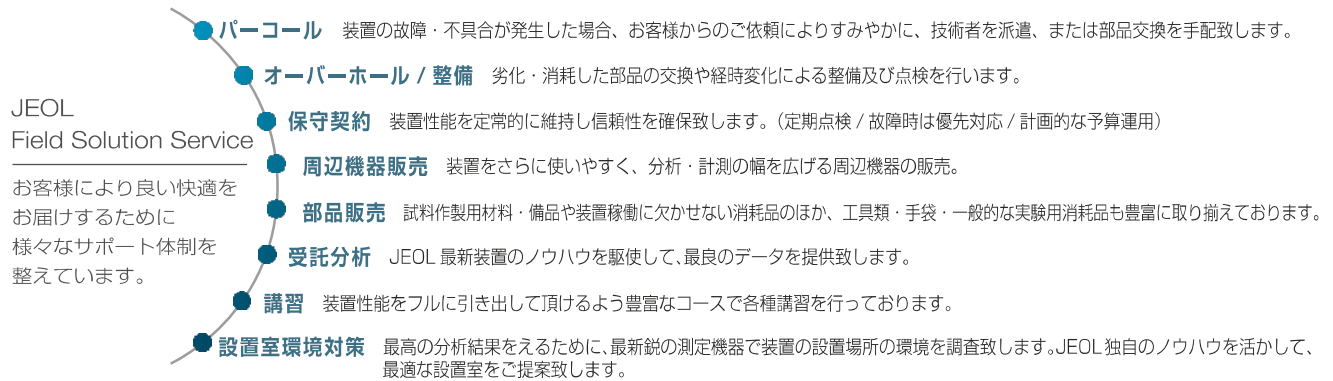 JEOL
Field Solution Service
お客様により良い快適を
お届けするために
様々なサポート体制を
整えています。
パーコール 装置の故障・不具合が発生した場合、お客様からのご依頼によりすみやかに、技術者を派遣、または部品交換を手配致します。
オーバーホール / 整備 劣化・消耗した部品の交換や経時変化による整備及び点検を行います。
保守契約 装置性能を定常的に維持し信頼性を確保致します。（定期点検 / 故障時は優先対応 / 計画的な予算運用）
周辺機器販売 装置をさらに使いやすく、分析・計測の幅を広げる周辺機器の販売。
部品販売 試料作製用材料・備品や装置稼働に欠かせない消耗品のほか、工具類・手袋・一般的な実験用消耗品も豊富に取り揃えております。
受託分析 JEOL 最新装置のノウハウを駆使して、最良のデータを提供致します。
講習 装置性能をフルに引き出して頂けるよう豊富なコースで各種講習を行っております。
設置室環境対策 最高の分析結果をえるために、最新鋭の測定機器で装置の設置場所の環境を調査致します。JEOL 独自のノウハウを活かして、
最適な設置室をご提案致します。